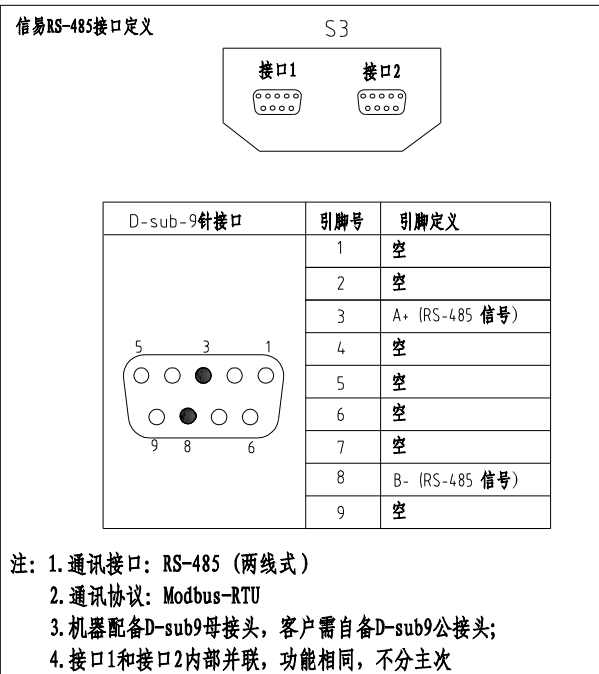 信易RS-485接口定义
S3
接口1 接口2
D-sub-9针接口 引脚号 引脚定义
1 空
2 空
3 A+ (RS-485 信号)
4 空
5 空
6 空
7 空
8 B- (RS-485 信号)
9 空
5 3 1
9 8 6
注: 1.通讯接口: RS-485 (两线式)
2.通讯协议: Modbus-RTU
3.机器配备D-sub9母接头, 客户需自备D-sub9公接头;
4.接口1和接口2内部并联, 功能相同, 不分主次